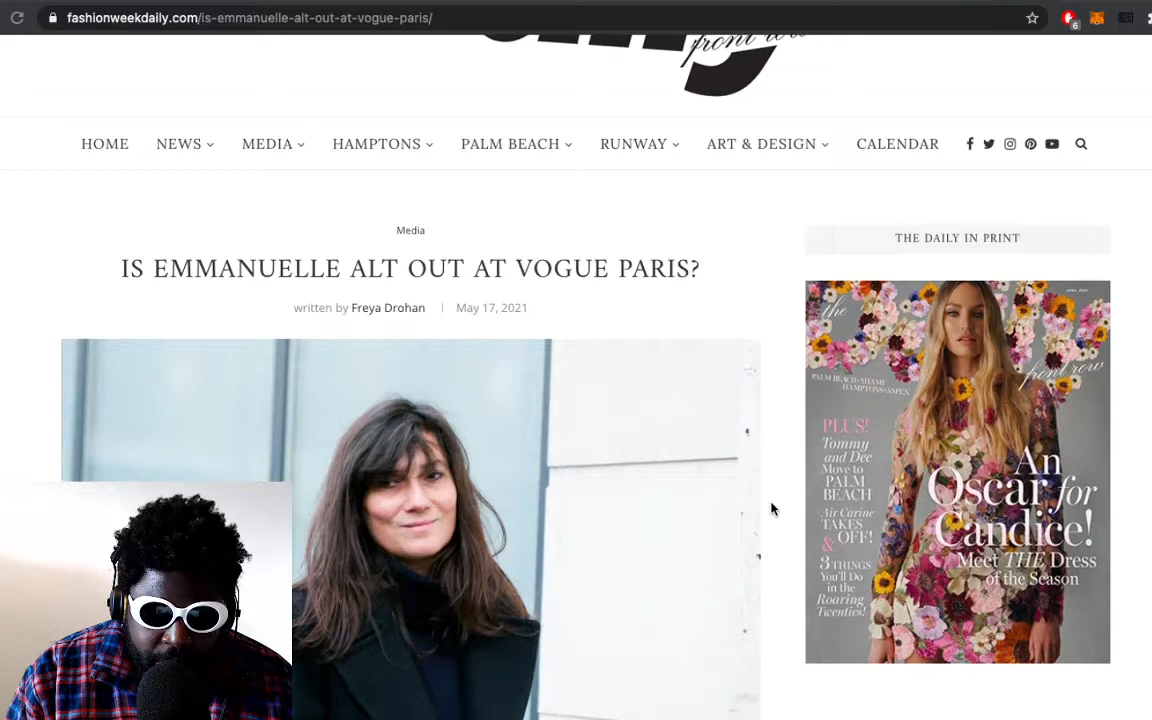 fashionweekdaily.com/is-emmanuelle-alt-out-at-vogue-paris/
6
front row
HOME NEWS MEDIA HAMPTONS PALM BEACH RUNWAY ART & DESIGN CALENDAR
Media
IS EMMANUELLE ALT OUT AT VOGUE PARIS?
written by Freya Drohan | May 17, 2021
THE DAILY IN PRINT
the
front row
PALM BEACH•MIAMI
HAMPTONS•ASPEN
PLUS!
Tommy
and Dee
Move to
PALM
BEACH
Air Carine
TAKES
OFF!
&
3 THINGS
You'll Do
in the
Roaring
Twenties!
An
Oscar for
Candice!
Meet THE Dress
of the Season